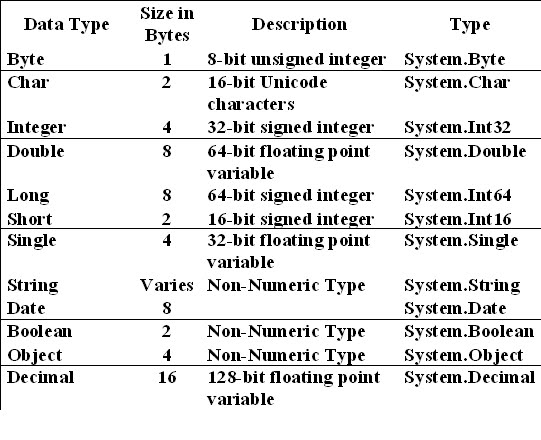 Data Type Size in Bytes Description Type
Byte 1 8-bit unsigned integer System.Byte
Char 2 16-bit Unicode characters System.Char
Integer 4 32-bit signed integer System.Int32
Double 8 64-bit floating point variable System.Double
Long 8 64-bit signed integer System.Int64
Short 2 16-bit signed integer System.Int16
Single 4 32-bit floating point variable System.Single
String Varies Non-Numeric Type System.String
Date 8 System.Date
Boolean 2 Non-Numeric Type System.Boolean
Object 4 Non-Numeric Type System.Object
Decimal 16 128-bit floating point variable System.Decimal